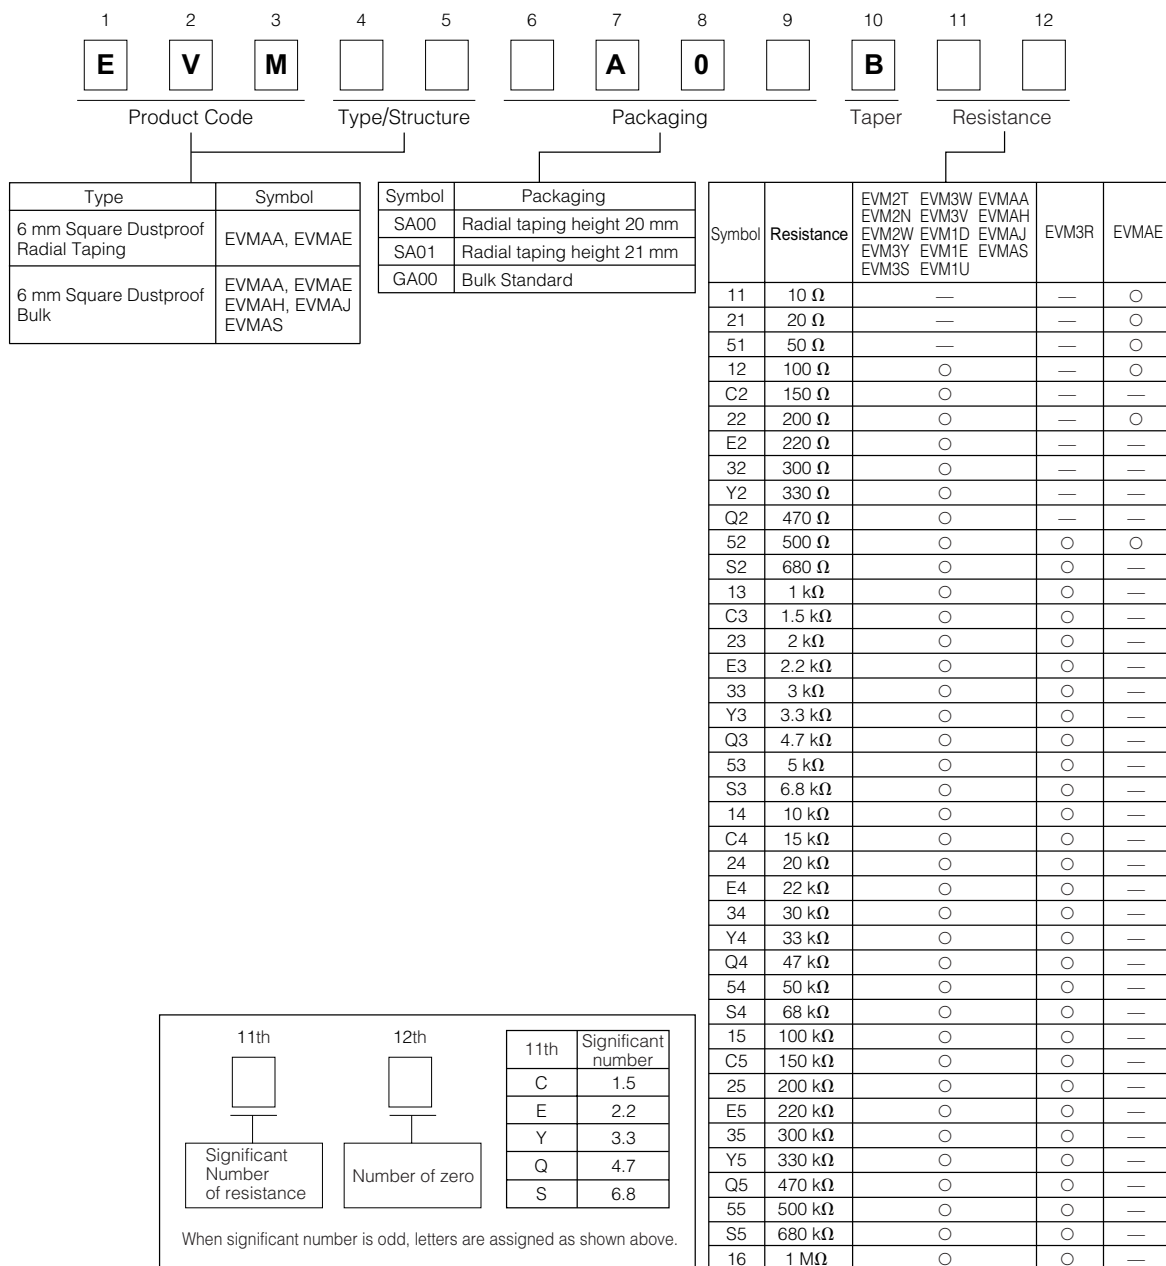 1 2 3 4 5 6 7 8 9 10 11 12
E V M A 0 B
Product Code Type/Structure Packaging Taper Resistance
Type Symbol
6 mm Square Dustproof
Radial Taping
EVMAA, EVMAE
6 mm Square Dustproof
Bulk
EVMAA, EVMAE
EVMAH, EVMAJ
EVMAS
Symbol Packaging
SA00 Radial taping height 20 mm
SA01 Radial taping height 21 mm
GA00 Bulk Standard
Symbol Resistance
EVM2T EVM3W EVMAA
EVM2N EVM3V EVMAH
EVM2W EVM1D EVMAJ
EVM3Y EVM1E EVMAS
EVM3S EVM1U
EVM3R EVMAE
11 10 Ω — — ○
21 20 Ω — — ○
51 50 Ω — — ○
12 100 Ω ○ — ○
C2 150 Ω ○ — —
22 200 Ω ○ — ○
E2 220 Ω ○ — —
32 300 Ω ○ — —
Y2 330 Ω ○ — —
Q2 470 Ω ○ — —
52 500 Ω ○ ○ ○
S2 680 Ω ○ ○ —
13 1 kΩ ○ ○ —
C3 1.5 kΩ ○ ○ —
23 2 kΩ ○ ○ —
E3 2.2 kΩ ○ ○ —
33 3 kΩ ○ ○ —
Y3 3.3 kΩ ○ ○ —
Q3 4.7 kΩ ○ ○ —
53 5 kΩ ○ ○ —
S3 6.8 kΩ ○ ○ —
14 10 kΩ ○ ○ —
C4 15 kΩ ○ ○ —
24 20 kΩ ○ ○ —
E4 22 kΩ ○ ○ —
34 30 kΩ ○ ○ —
Y4 33 kΩ ○ ○ —
Q4 47 kΩ ○ ○ —
54 50 kΩ ○ ○ —
S4 68 kΩ ○ ○ —
15 100 kΩ ○ ○ —
C5 150 kΩ ○ ○ —
25 200 kΩ ○ ○ —
E5 220 kΩ ○ ○ —
35 300 kΩ ○ ○ —
Y5 330 kΩ ○ ○ —
Q5 470 kΩ ○ ○ —
55 500 kΩ ○ ○ —
S5 680 kΩ ○ ○ —
16 1 MΩ ○ ○ —
11th 12th
Significant
Number
of resistance
Number of zero
11th Significant
number
C 1.5
E 2.2
Y 3.3
Q 4.7
S 6.8
When significant number is odd, letters are assigned as shown above.